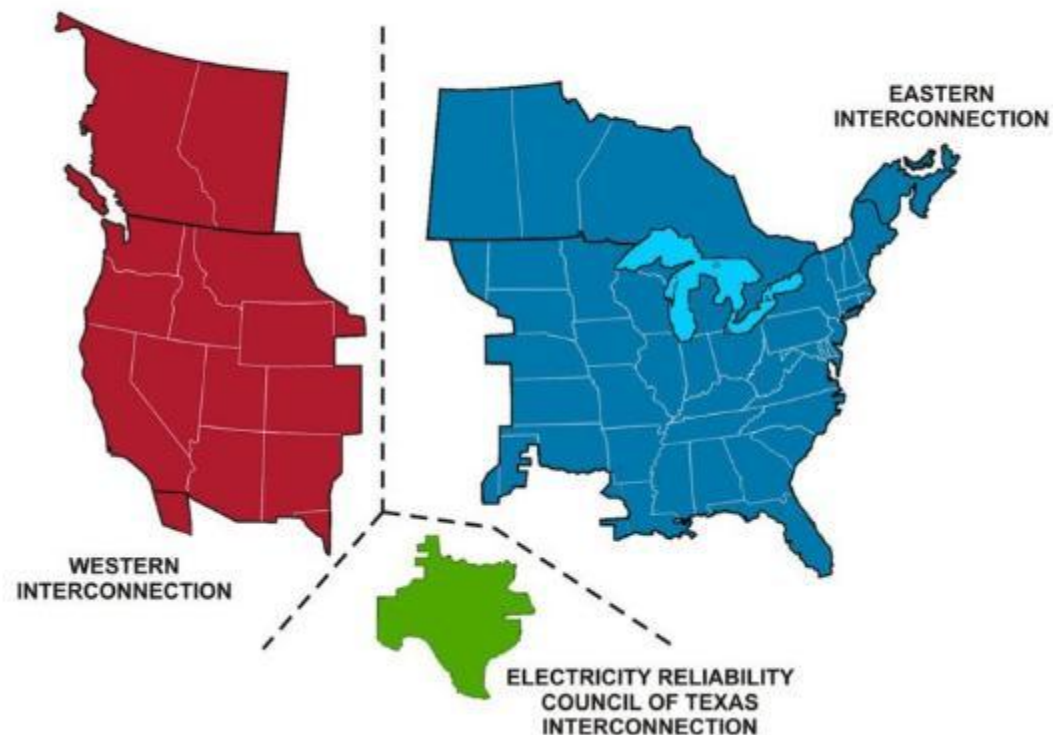 EASTERN
INTERCONNECTION
WESTERN
INTERCONNECTION
ELECTRICITY RELIABILITY
COUNCIL OF TEXAS
INTERCONNECTION